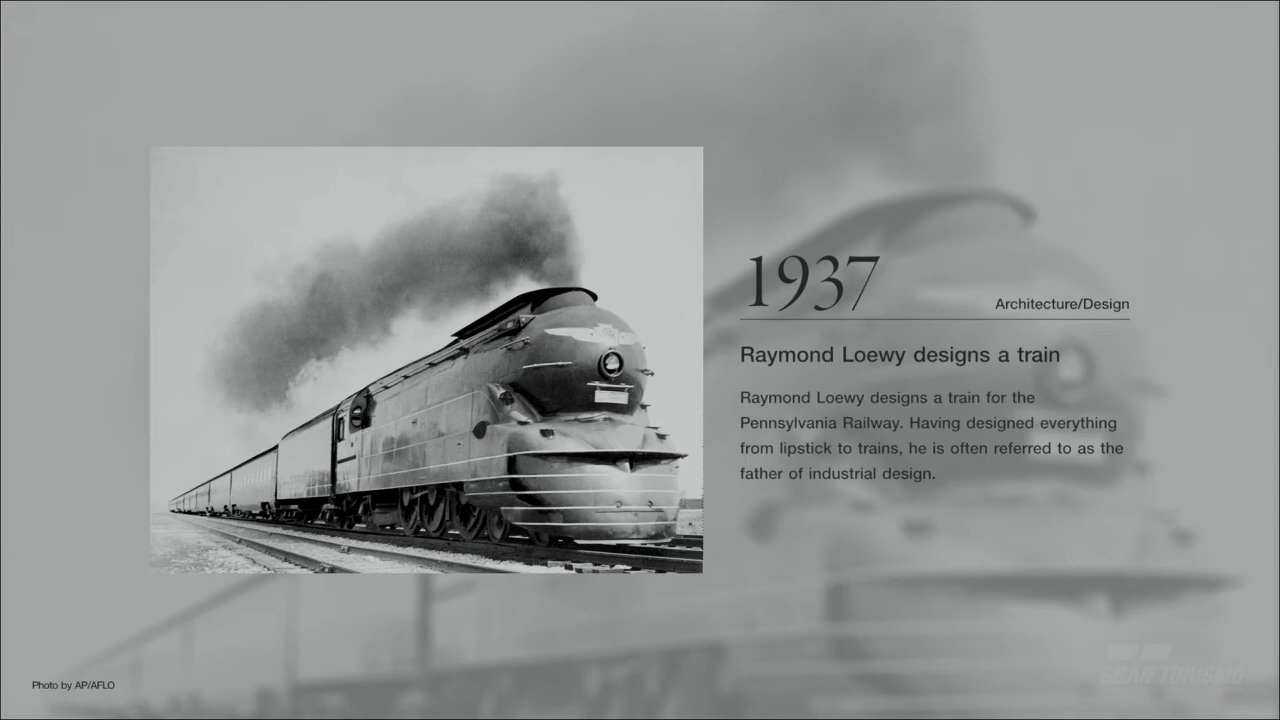 1937
Architecture/Design
Raymond Loewy designs a train
Raymond Loewy designs a train for the
Pennsylvania Railway. Having designed everything
from lipstick to trains, he is often referred to as the
father of industrial design.
Photo by AP/AFLO
GRAN TURISMO